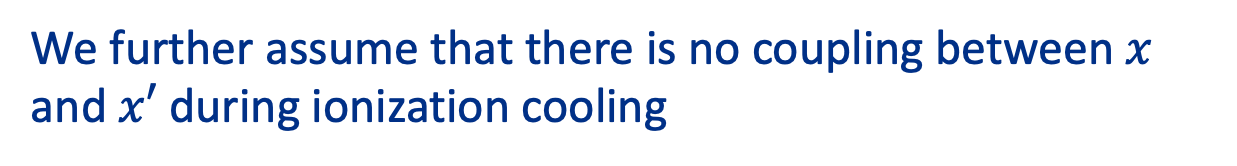 We further assume that there is no coupling between x
and x′ during ionization cooling